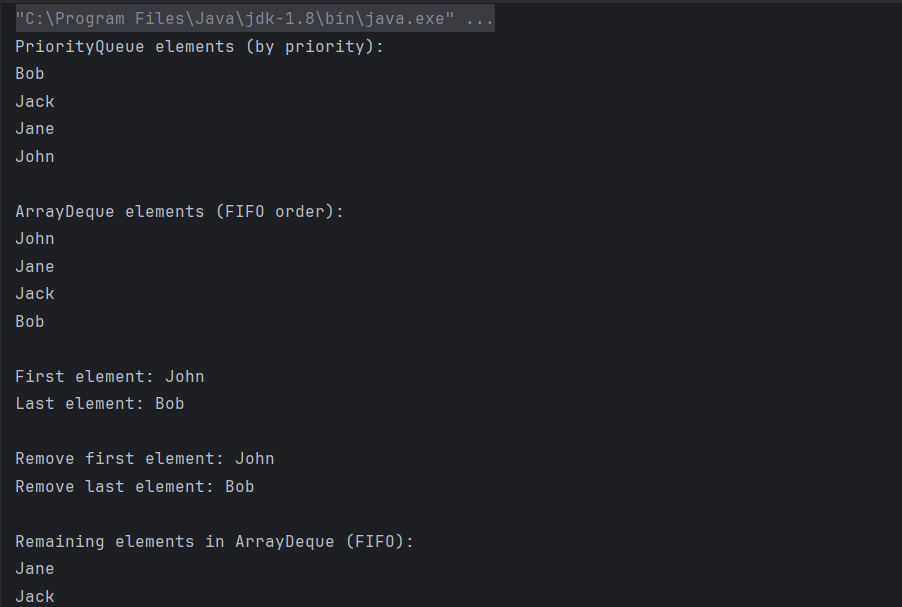 "C:\Program Files\Java\jdk-1.8\bin\java.exe" ...
PriorityQueue elements (by priority):
Bob
Jack
Jane
John
ArrayDeque elements (FIFO order):
John
Jane
Jack
Bob
First element: John
Last element: Bob
Remove first element: John
Remove last element: Bob
Remaining elements in ArrayDeque (FIFO):
Jane
Jack